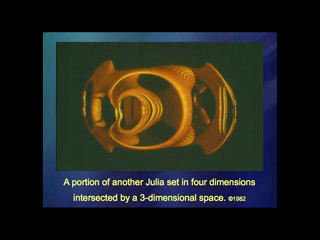 A portion of another Julia set in four dimensions
intersected by a 3-dimensional space. ©1982